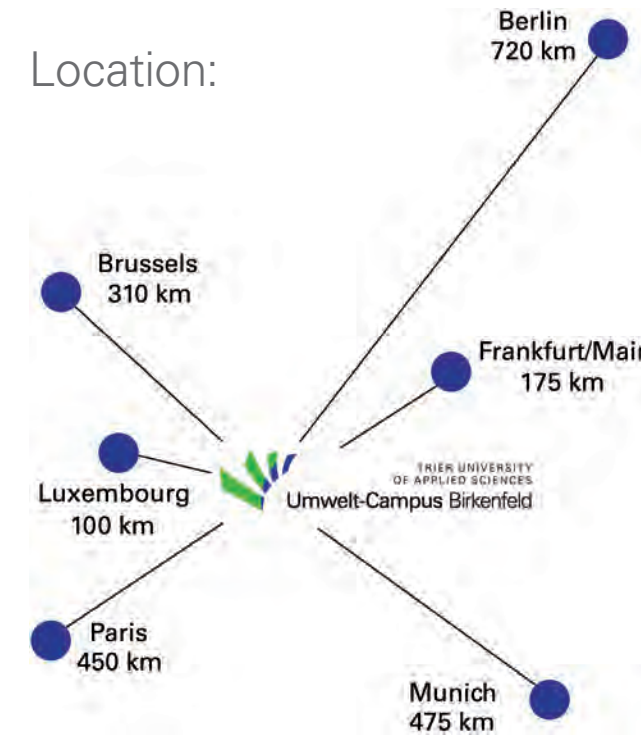 Location:
Berlin
720 km
Brussels
310 km
Frankfurt/Main
175 km
TRIER UNIVERSITY
OF APPLIED SCIENCES
Umwelt-Campus Birkenfeld
Luxembourg
100 km
Paris
450 km
Munich
475 km